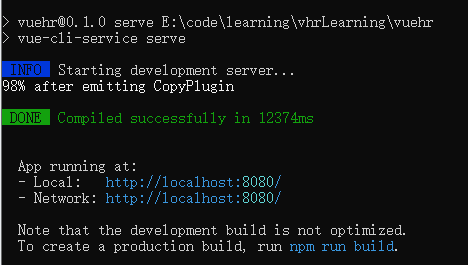 > vuehr@0.1.0 serve E:\code\learning\vhrLearning\vuehr
> vue-cli-service serve
INFO Starting development server...
98% after emitting CopyPlugin
DONE Compiled successfully in 12374ms
App running at:
- Local: http://localhost:8080/
- Network: http://localhost:8080/
Note that the development build is not optimized.
To create a production build, run npm run build.